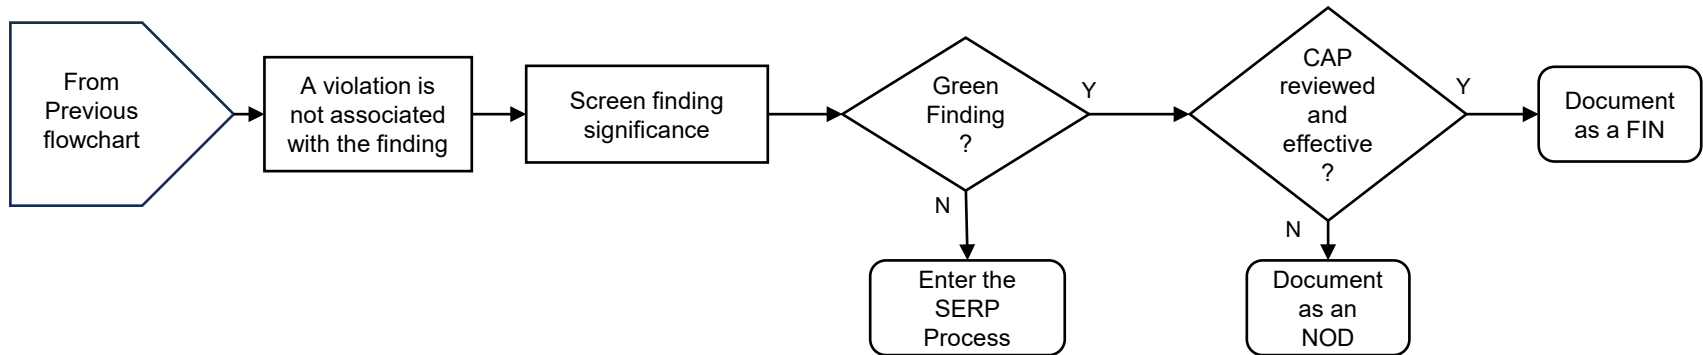 From
Previous
flowchart
A violation is
not associated
with the finding
Screen finding
significance
Green
Finding
?
Y
N
Enter the
SERP
Process
CAP
reviewed
and
effective
?
Y
N
Document
as an
NOD
Document
as a FIN